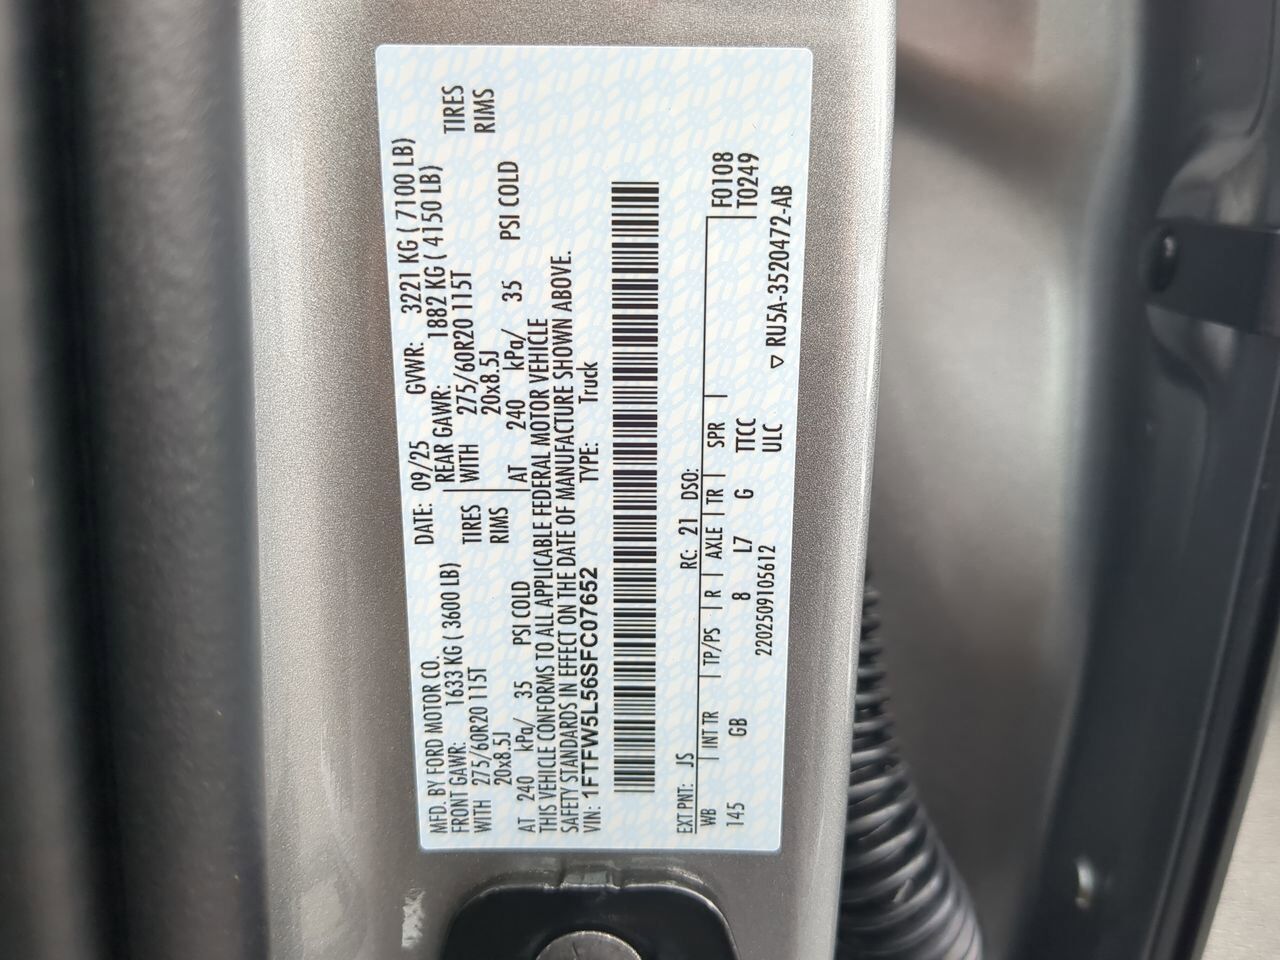 MFD. BY FORD MOTOR CO. DATE: 09/25 GVWR: 3221 KG ( 7100 LB)
FRONT GAWR: 1633 KG ( 3600 LB) REAR GAWR: 1882 KG ( 4150 LB)
WITH 275/60R20 115T TIRES WITH 275/60R20 115T TIRES
20x8.5J RIMS 20x8.5J RIMS
AT 240 kPa/ 35 PSI COLD AT 240 kPa/ 35 PSI COLD
THIS VEHICLE CONFORMS TO ALL APPLICABLE FEDERAL MOTOR VEHICLE
SAFETY STANDARDS IN EFFECT ON THE DATE OF MANUFACTURE SHOWN ABOVE.
VIN: 1FTFW5L56SFC07652 TYPE: Truck
EXT PNT: JS RC: 21 DSO:
WB INT TR TP/PS R AXLE TR SPR F0108
145 GB 8 L7 G TTCC T0249
2202509105612 ULC
▽ RU5A-3520472-AB